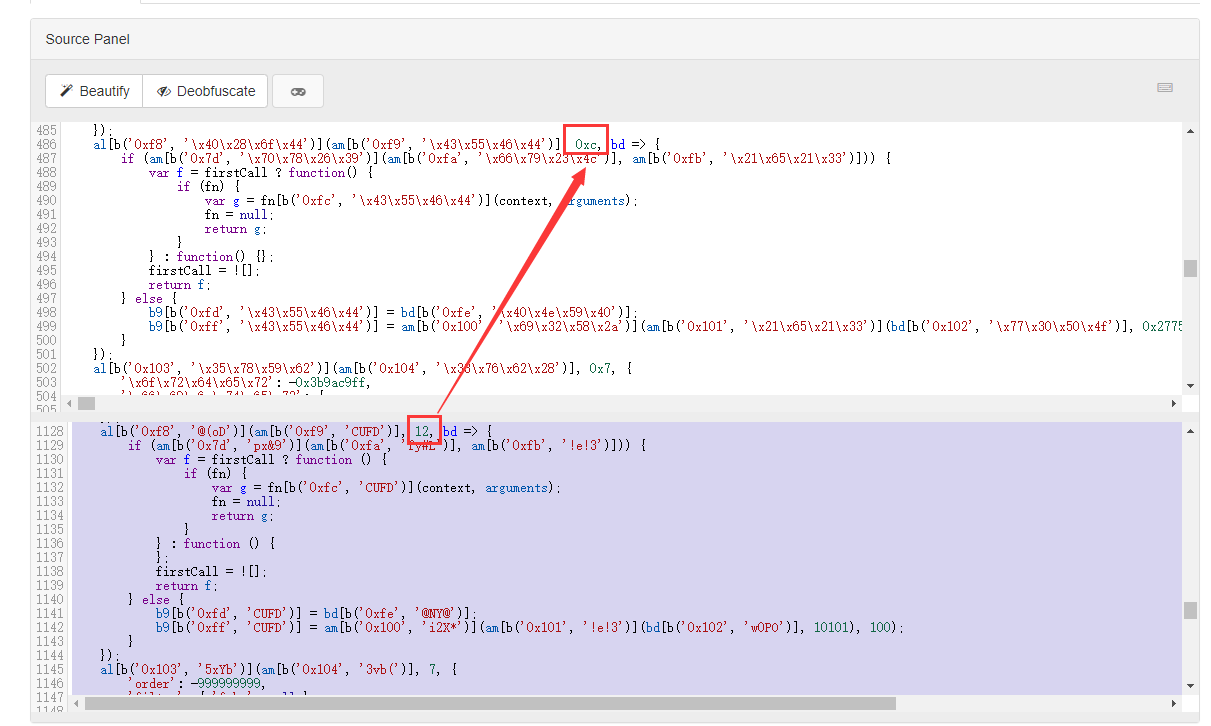 Source Panel
Beautify
Deobfuscate
485 });
486 al[b('0xf8', '\x40\x28\x6f\x44')](am[b('0xf9', '\x43\x55\x46\x44')], 0xc, bd => {
487 if (am[b('0x7d', '\x70\x78\x26\x39')](am[b('0xfa', '\x66\x79\x23\x4c')], am[b('0xfb', '\x21\x65\x21\x33')])) {
488 var f = firstCall ? function() {
489 if (fn) {
490 var g = fn[b('0xfc', '\x43\x55\x46\x44')](context, arguments);
491 fn = null;
492 return g;
493 }
494 } : function() {};
495 firstCall = ![];
496 return f;
497 } else {
498 b9[b('0xfd', '\x43\x55\x46\x44')] = bd[b('0xfe', '\x40\x4e\x59\x40')];
499 b9[b('0xff', '\x43\x55\x46\x44')] = am[b('0x100', '\x69\x32\x58\x2a')](am[b('0x101', '\x21\x65\x21\x33')](bd[b('0x102', '\x77\x30\x50\x4f')], 0x2775
500 }
501 });
502 al[b('0x103', '\x35\x78\x59\x62')](am[b('0x104', '\x33\x76\x62\x28')], 0x7, {
503 '\x6f\x72\x64\x65\x72': -0x3b9ac9ff,
504
505
1128 al[b('0xf8', '@(oD')](am[b('0xf9', 'CUFD')], 12, bd => {
1129 if (am[b('0x7d', 'px&9')](am[b('0xfa', 'fy#L')], am[b('0xfb', '!e!3')])) {
1130 var f = firstCall ? function () {
1131 if (fn) {
1132 var g = fn[b('0xfc', 'CUFD')](context, arguments);
1133 fn = null;
1134 return g;
1135 }
1136 } : function () {
1137 };
1138 firstCall = ![];
1139 return f;
1140 } else {
1141 b9[b('0xfd', 'CUFD')] = bd[b('0xfe', '@NY@')];
1142 b9[b('0xff', 'CUFD')] = am[b('0x100', 'i2X*')](am[b('0x101', '!e!3')](bd[b('0x102', 'w0PO')], 10101), 100);
1143 }
1144 });
1145 al[b('0x103', '5xYb')](am[b('0x104', '3vb(')], 7, {
1146 'order': -999999999,
1147
1148